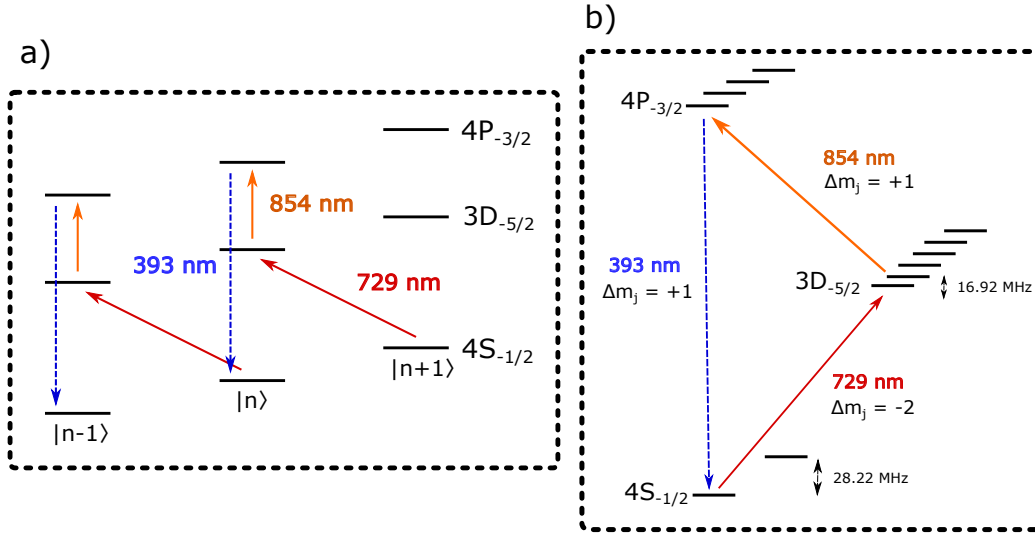 a)
4P-3/2
854 nm
3D-5/2
393 nm
729 nm
4S-1/2
|n+1⟩
|n⟩
|n-1⟩
b)
4P-3/2
854 nm
Δmj = +1
393 nm
Δmj = +1
3D-5/2
16.92 MHz
729 nm
Δmj = -2
28.22 MHz
4S-1/2